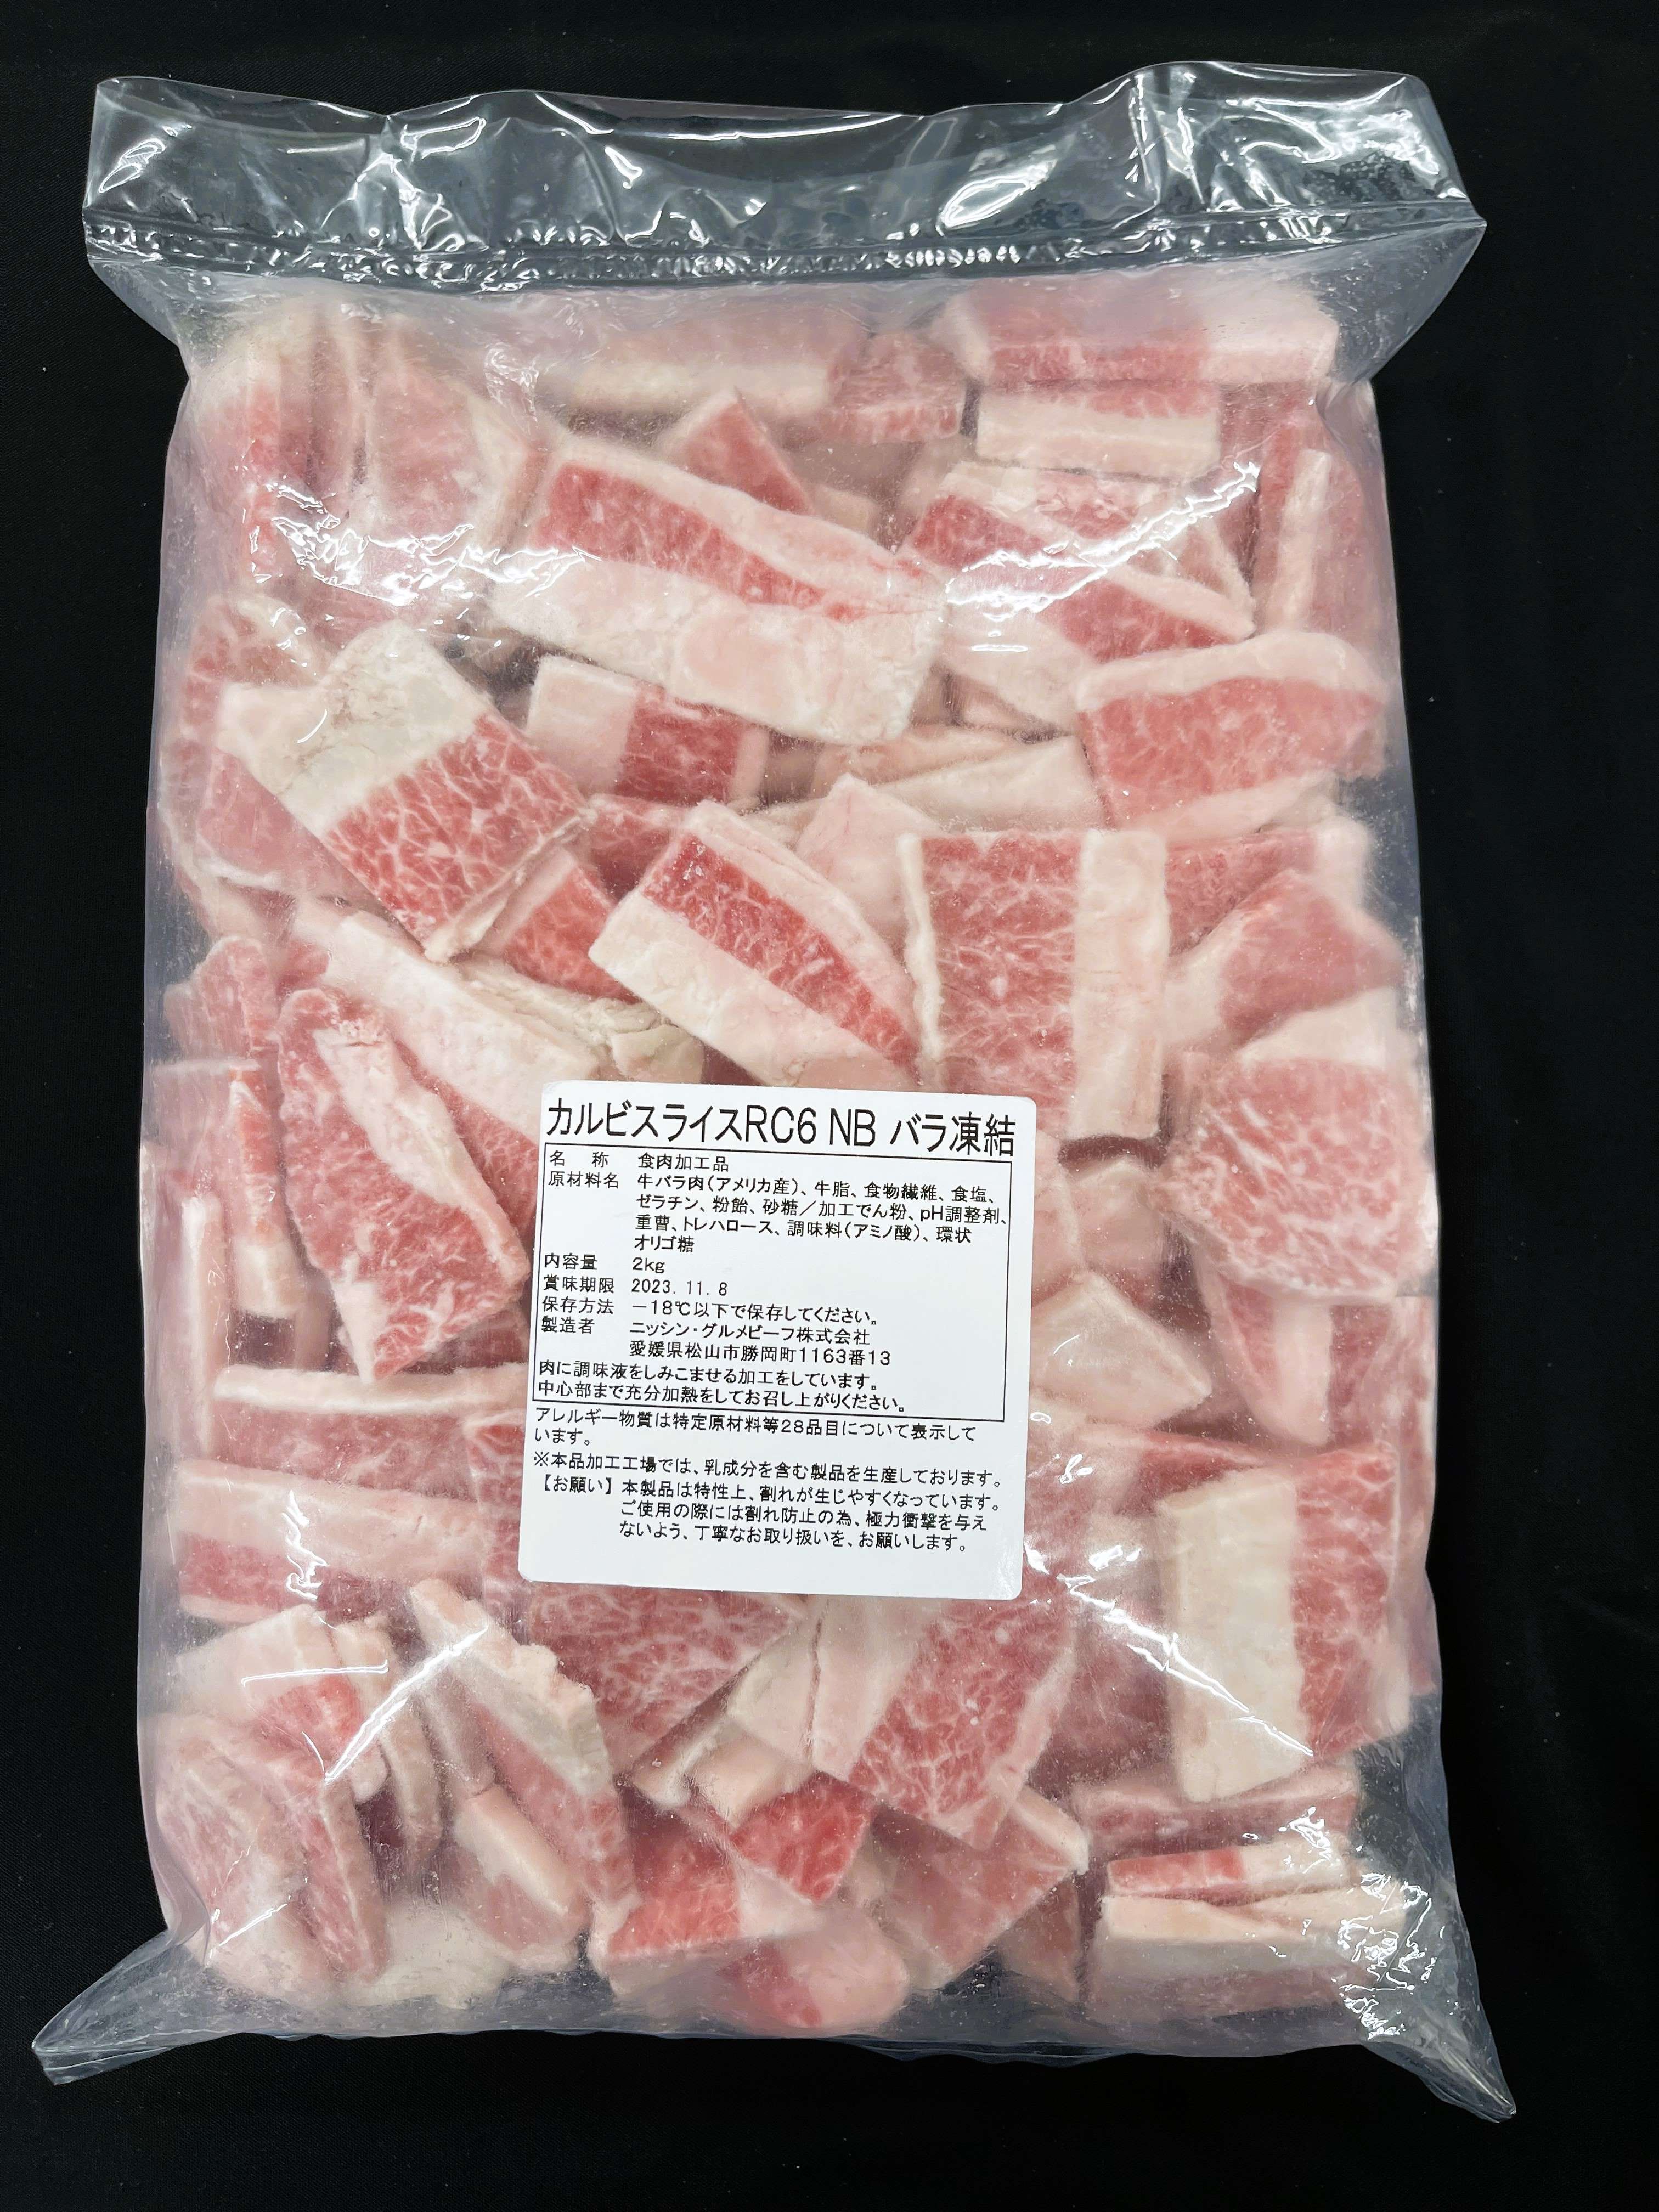 カルビスライスRC6 NB バラ凍結
名　称　食肉加工品
原材料名　牛バラ肉(アメリカ産)、牛脂、食物繊維、食塩、
ゼラチン、粉飴、砂糖／加工でん粉、pH調整剤、
重曹、トレハロース、調味料(アミノ酸)、環状
オリゴ糖
内容量　2kg
賞味期限　2023.11.8
保存方法　－18℃以下で保存してください。
製造者　ニッシン・グルメビーフ株式会社
愛媛県松山市勝岡町1163番13
肉に調味液をしみこませる加工をしています。
中心部まで充分加熱をしてお召し上がりください。
アレルギー物質は特定原材料等28品目について表示して
います。
※本品加工工場では、乳成分を含む製品を生産しております。
【お願い】本製品は特性上、割れが生じやすくなっています。
ご使用の際には割れ防止の為、極力衝撃を与え
ないよう、丁寧なお取り扱いを、お願いします。